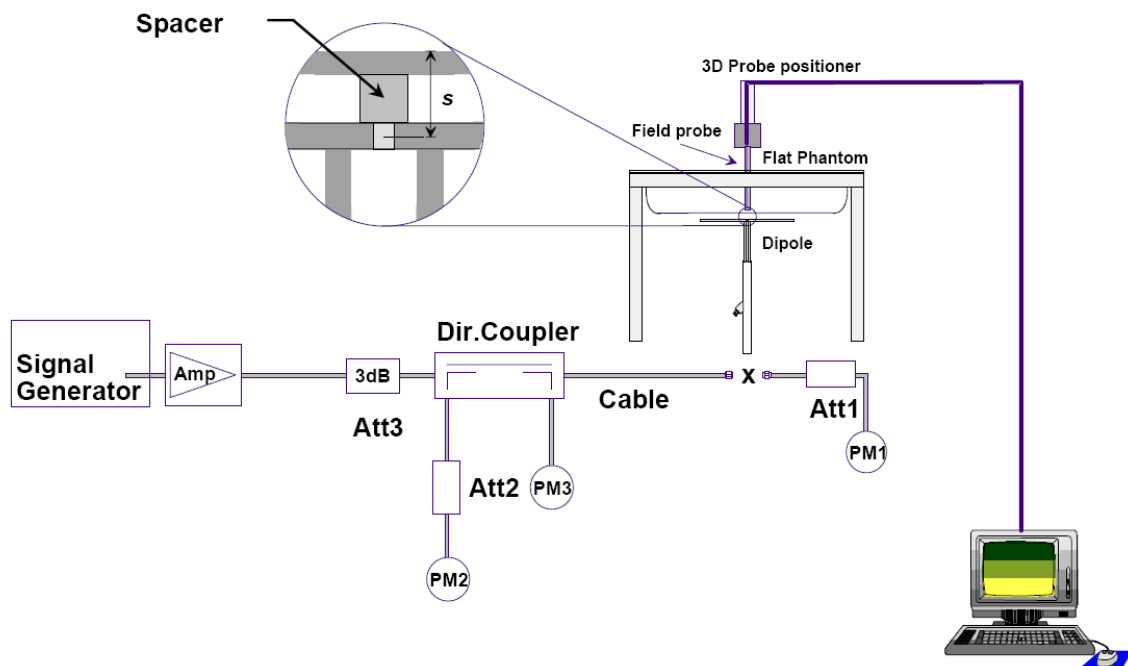 Spacer
s
3D Probe positioner
Field probe
Flat Phantom
Dipole
Dir.Coupler
Signal
Generator
Amp
3dB
Att3
Cable
x
Att1
PM1
Att2
PM3
PM2